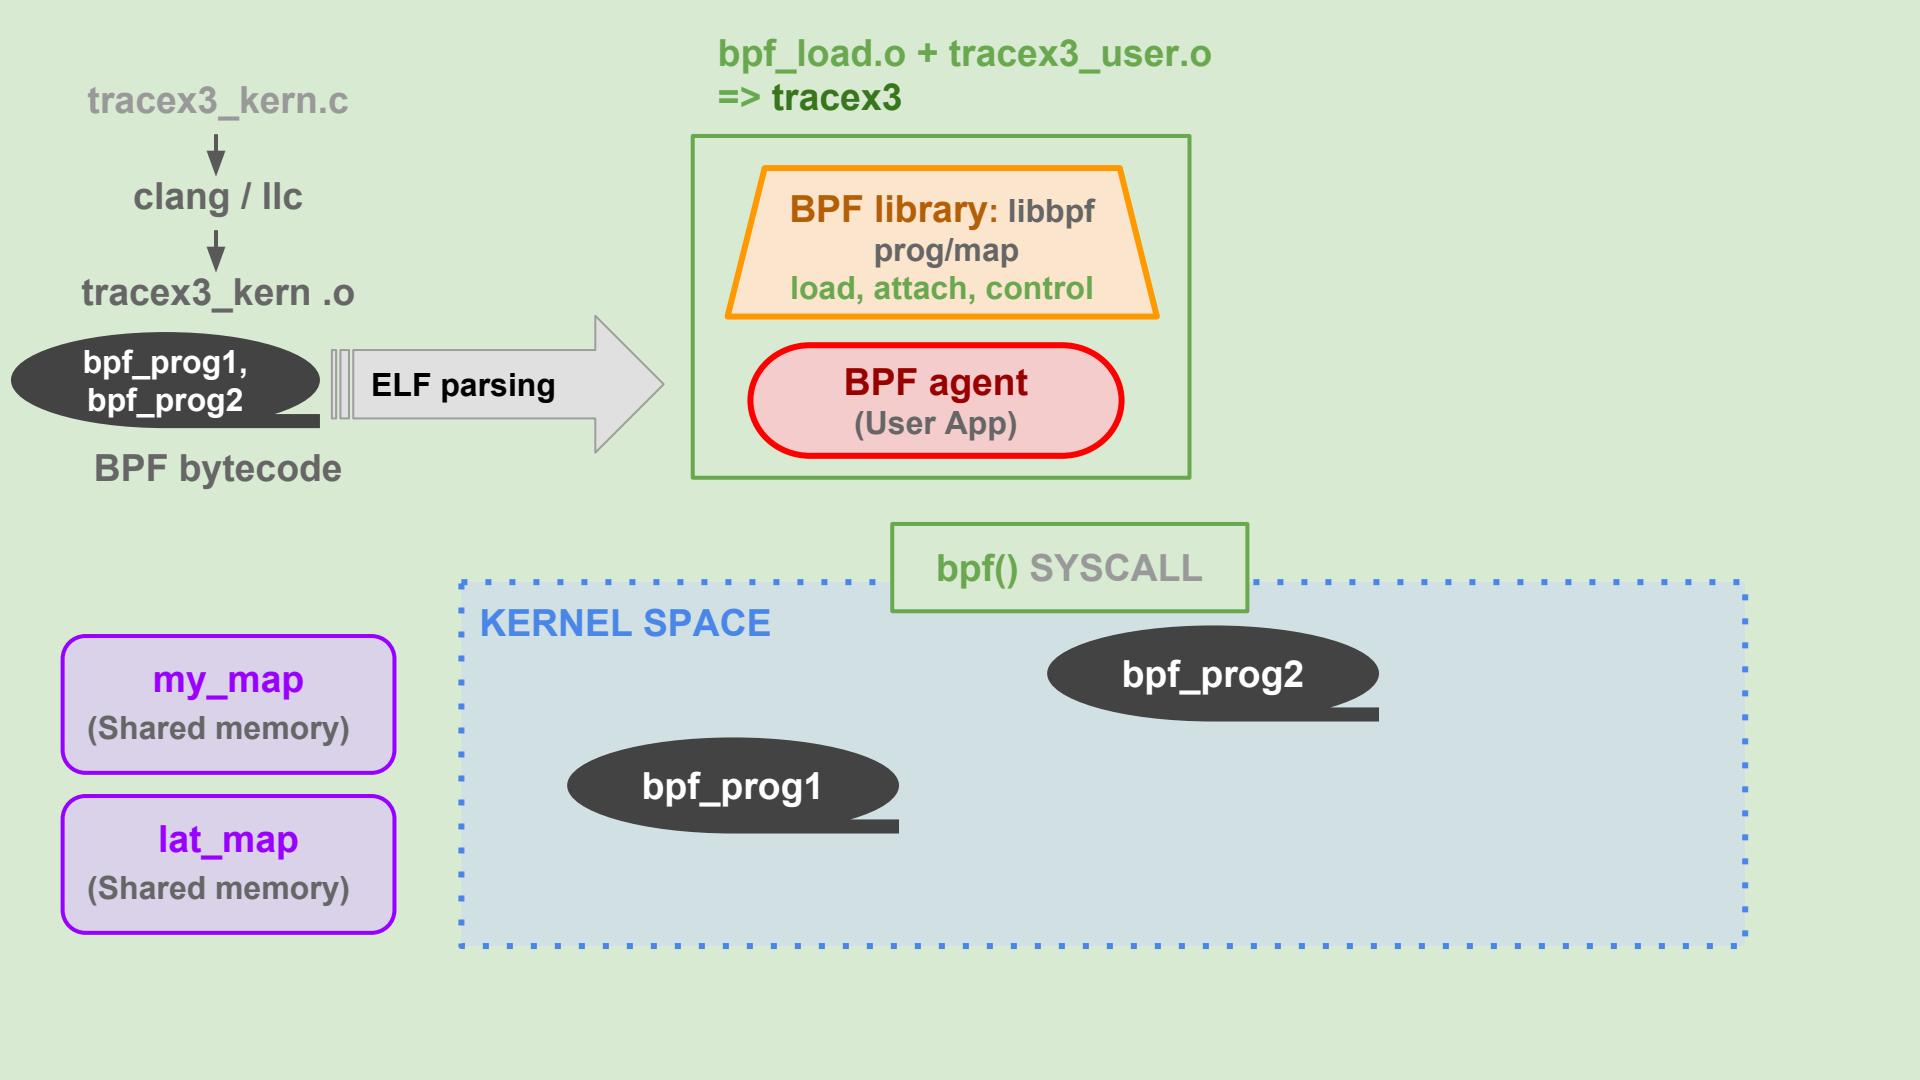 tracex3_kern.c
clang / llc
tracex3_kern .o
bpf_prog1,
bpf_prog2
BPF bytecode
ELF parsing
bpf_load.o + tracex3_user.o
=> tracex3
BPF library: libbpf
prog/map
load, attach, control
BPF agent
(User App)
bpf() SYSCALL
KERNEL SPACE
bpf_prog2
bpf_prog1
my_map
(Shared memory)
lat_map
(Shared memory)